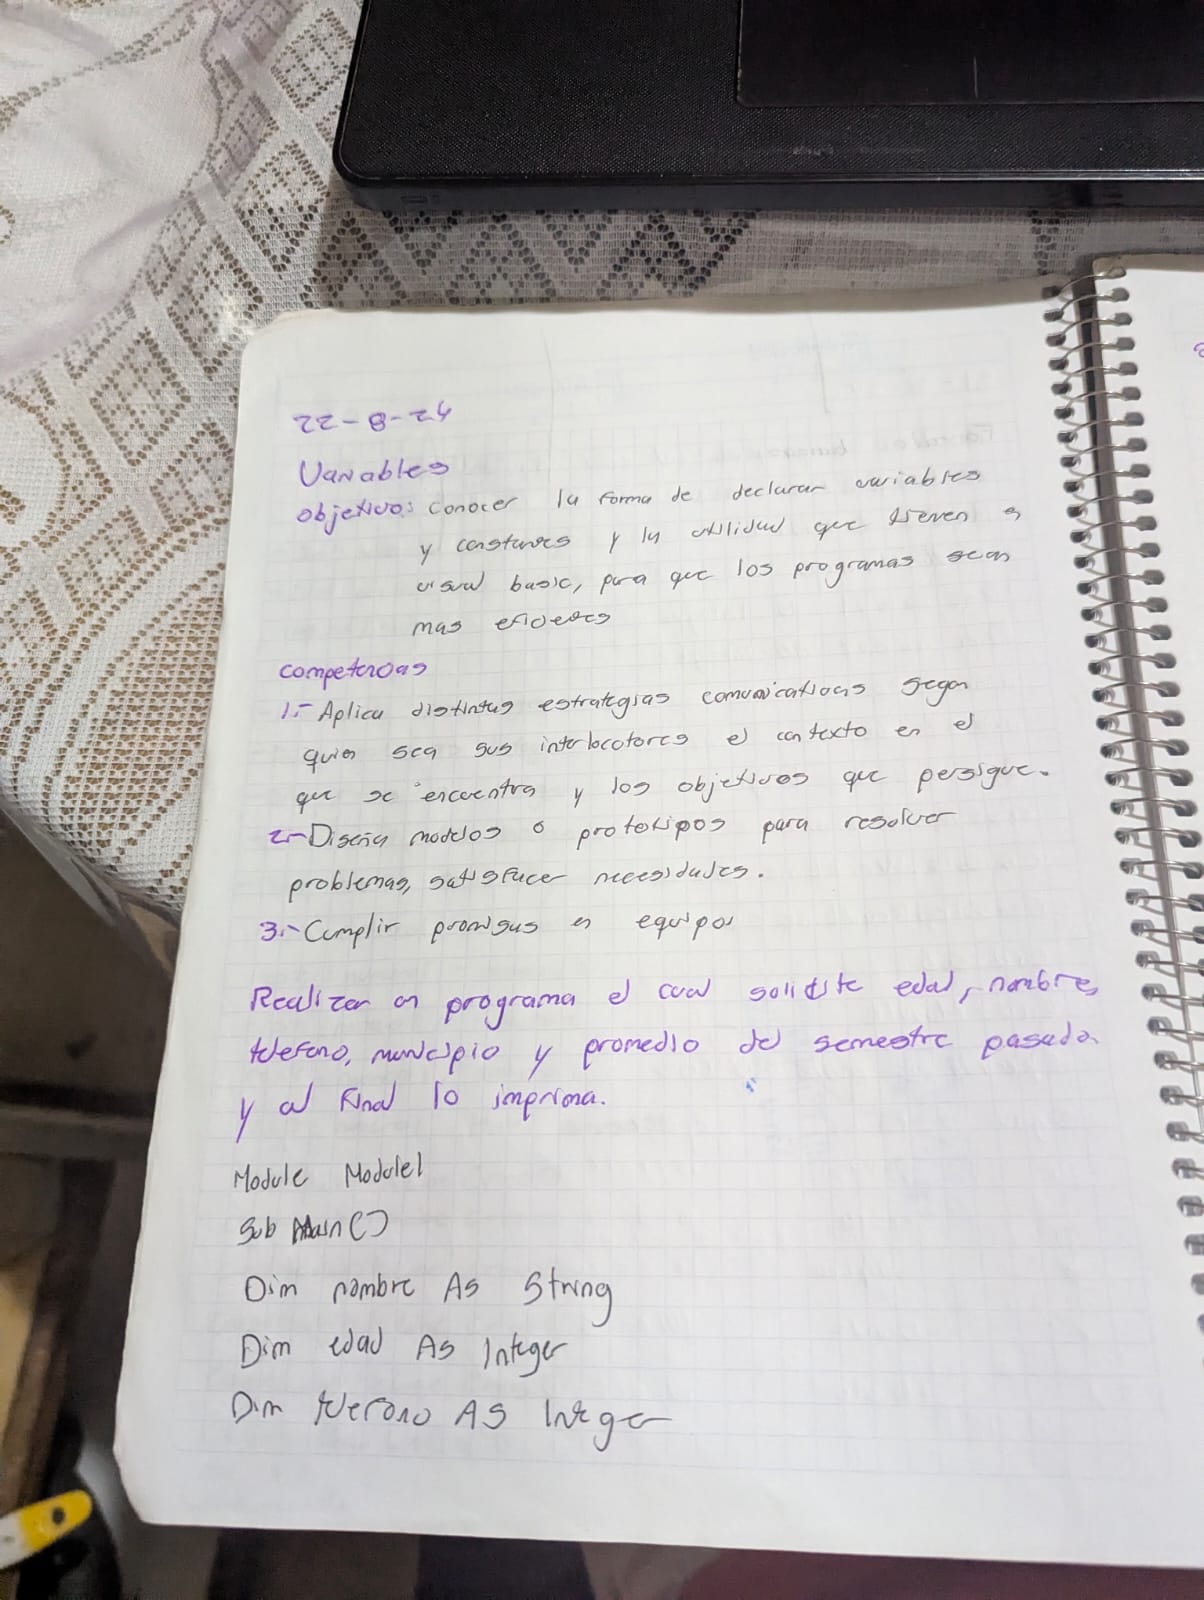 22-8-24
Variables
objetivo: conocer la forma de declarar variables
y constantes y la utilidad que tienen en
visual basic, para que los programas sean
mas eficientes
competencias
1.- Aplica distintas estrategias comunicativas segun
quien sea sus interlocutores el contexto en el
que se encuentra y los objetivos que persigue.
2.- Diseña modelos o prototipos para resolver
problemas, satisfacer necesidades.
3.- Cumplir en equipo
Realizar un programa el cual solicite edad, nombre,
telefono, municipio y promedio del semestre pasado
y al final lo imprima.
Module Module1
Sub Main()
Dim nombre As String
Dim edad As Integer
Dim telefono As Integer